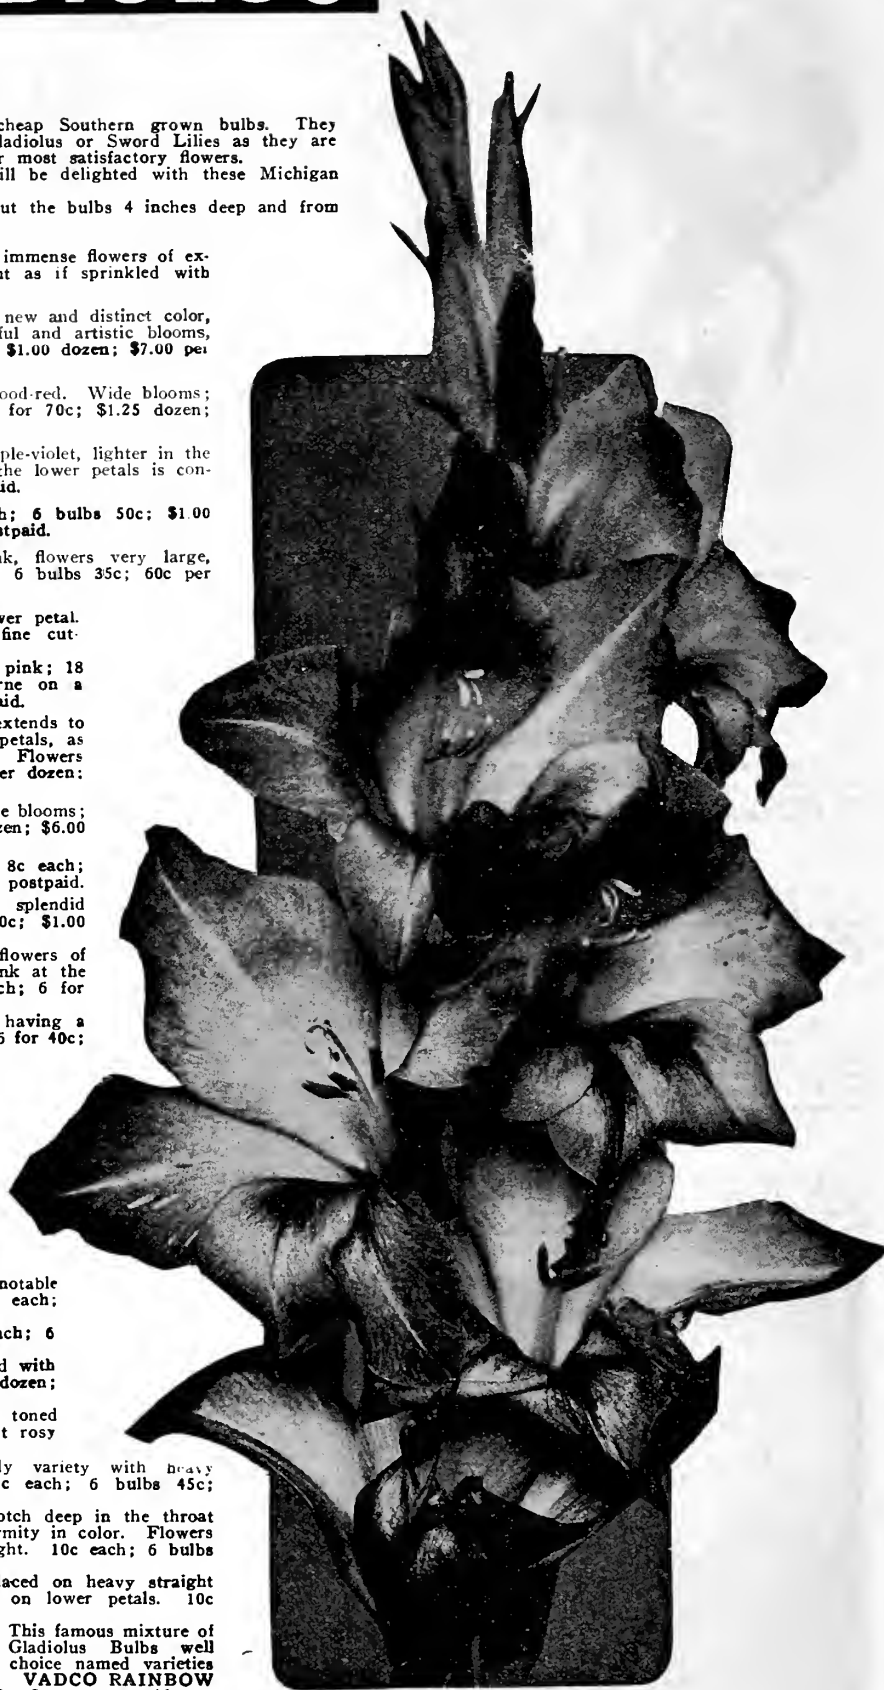 cheap Southern grown bulbs. They
ladiolus or Sword Lilies as they are
r most satisfactory flowers.
ill be delighted with these Michigan
ut the bulbs 4 inches deep and from
immense flowers of ex-
nt as if sprinkled with
new and distinct color,
ful and artistic blooms,
$1.00 dozen; $7.00 per
ood-red. Wide blooms;
for 70c; $1.25 dozen;
ple-violet, lighter in the
the lower petals is con-
id.
h; 6 bulbs 50c; $1.00
stpaid.
nk, flowers very large,
6 bulbs 35c; 60c per
wer petal.
fine cut-
pink; 18
rne on a
aid.
extends to
petals, as
Flowers
er dozen;
e blooms;
zen; $6.00
8c each;
postpaid.
splendid
0c; $1.00
flowers of
nk at the
ch; 6 for
having a
6 for 40c;
notable
each;
ach; 6
d with
dozen;
toned
t rosy
ly variety with heavy
c each; 6 bulbs 45c;
otch deep in the throat
rmity in color. Flowers
ght. 10c each; 6 bulbs
laced on heavy straight
on lower petals. 10c
This famous mixture of
Gladiolus Bulbs well
choice named varieties
VADCO RAINBOW